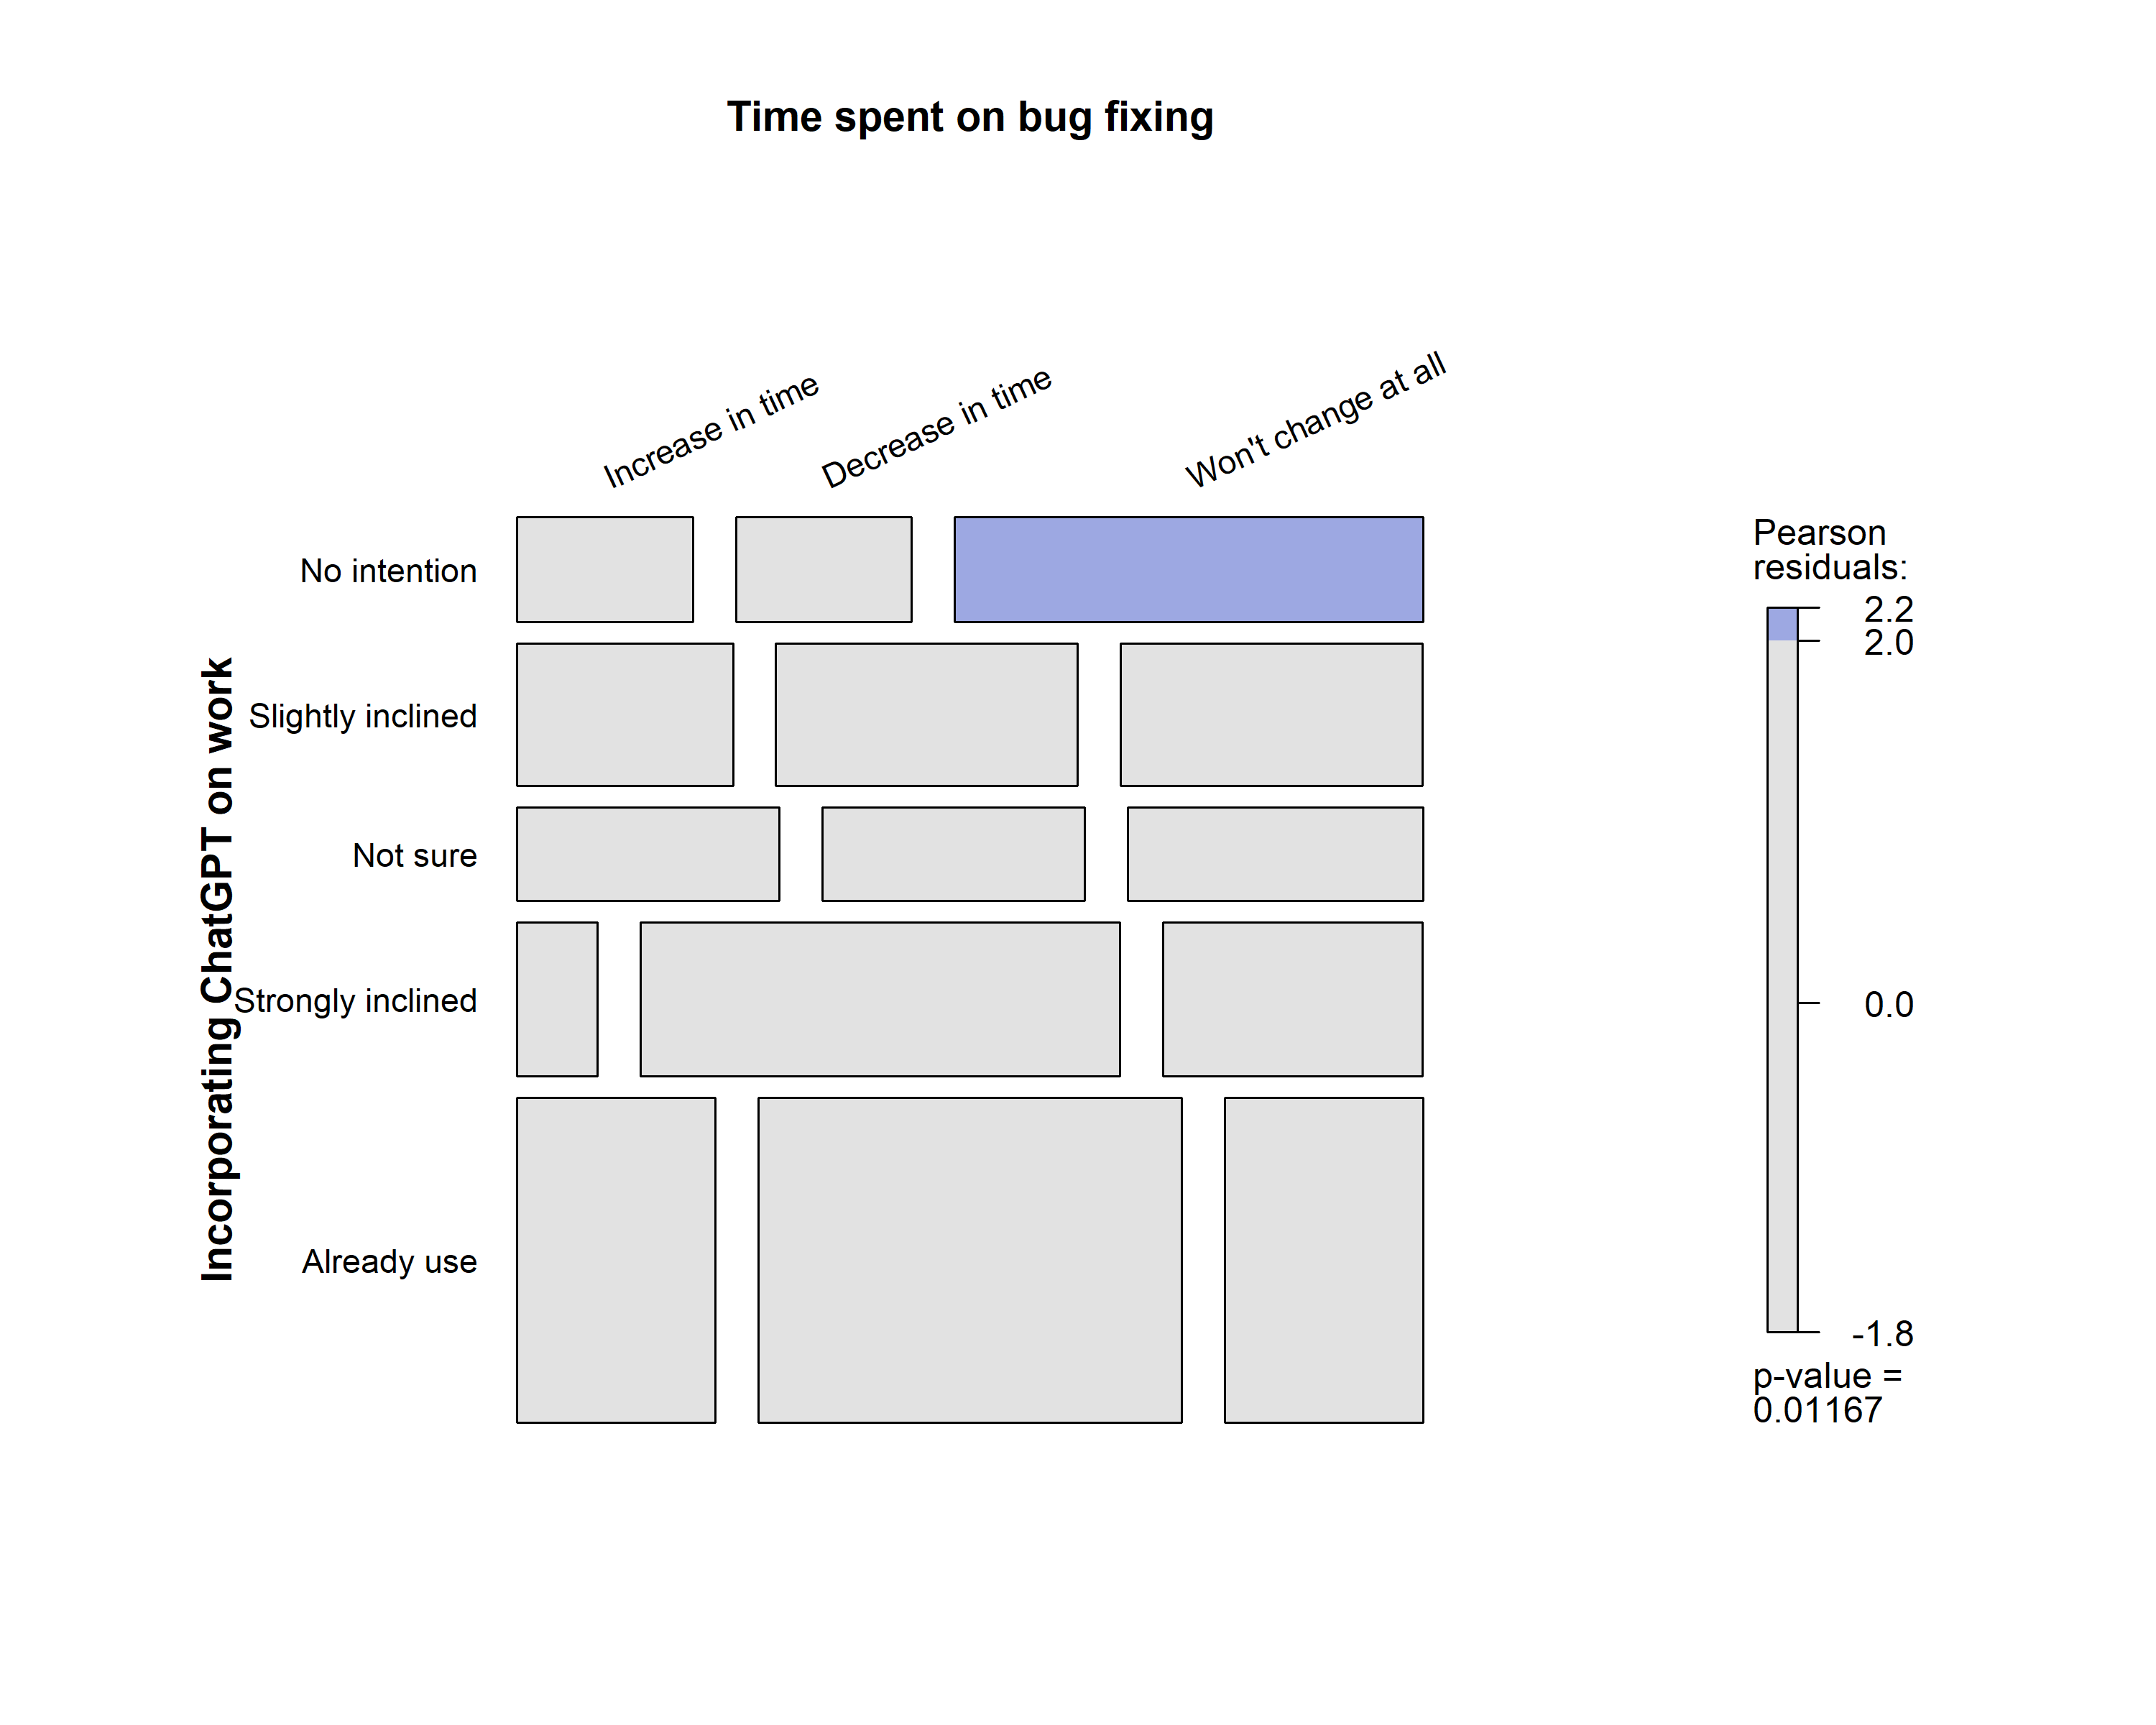 Time spent on bug fixing
Increase in time
Decrease in time
Won't change at all
Incorporating ChatGPT on work
No intention
Slightly inclined
Not sure
Strongly inclined
Already use
Pearson
residuals:
2.2
2.0
0.0
-1.8
p-value =
0.01167